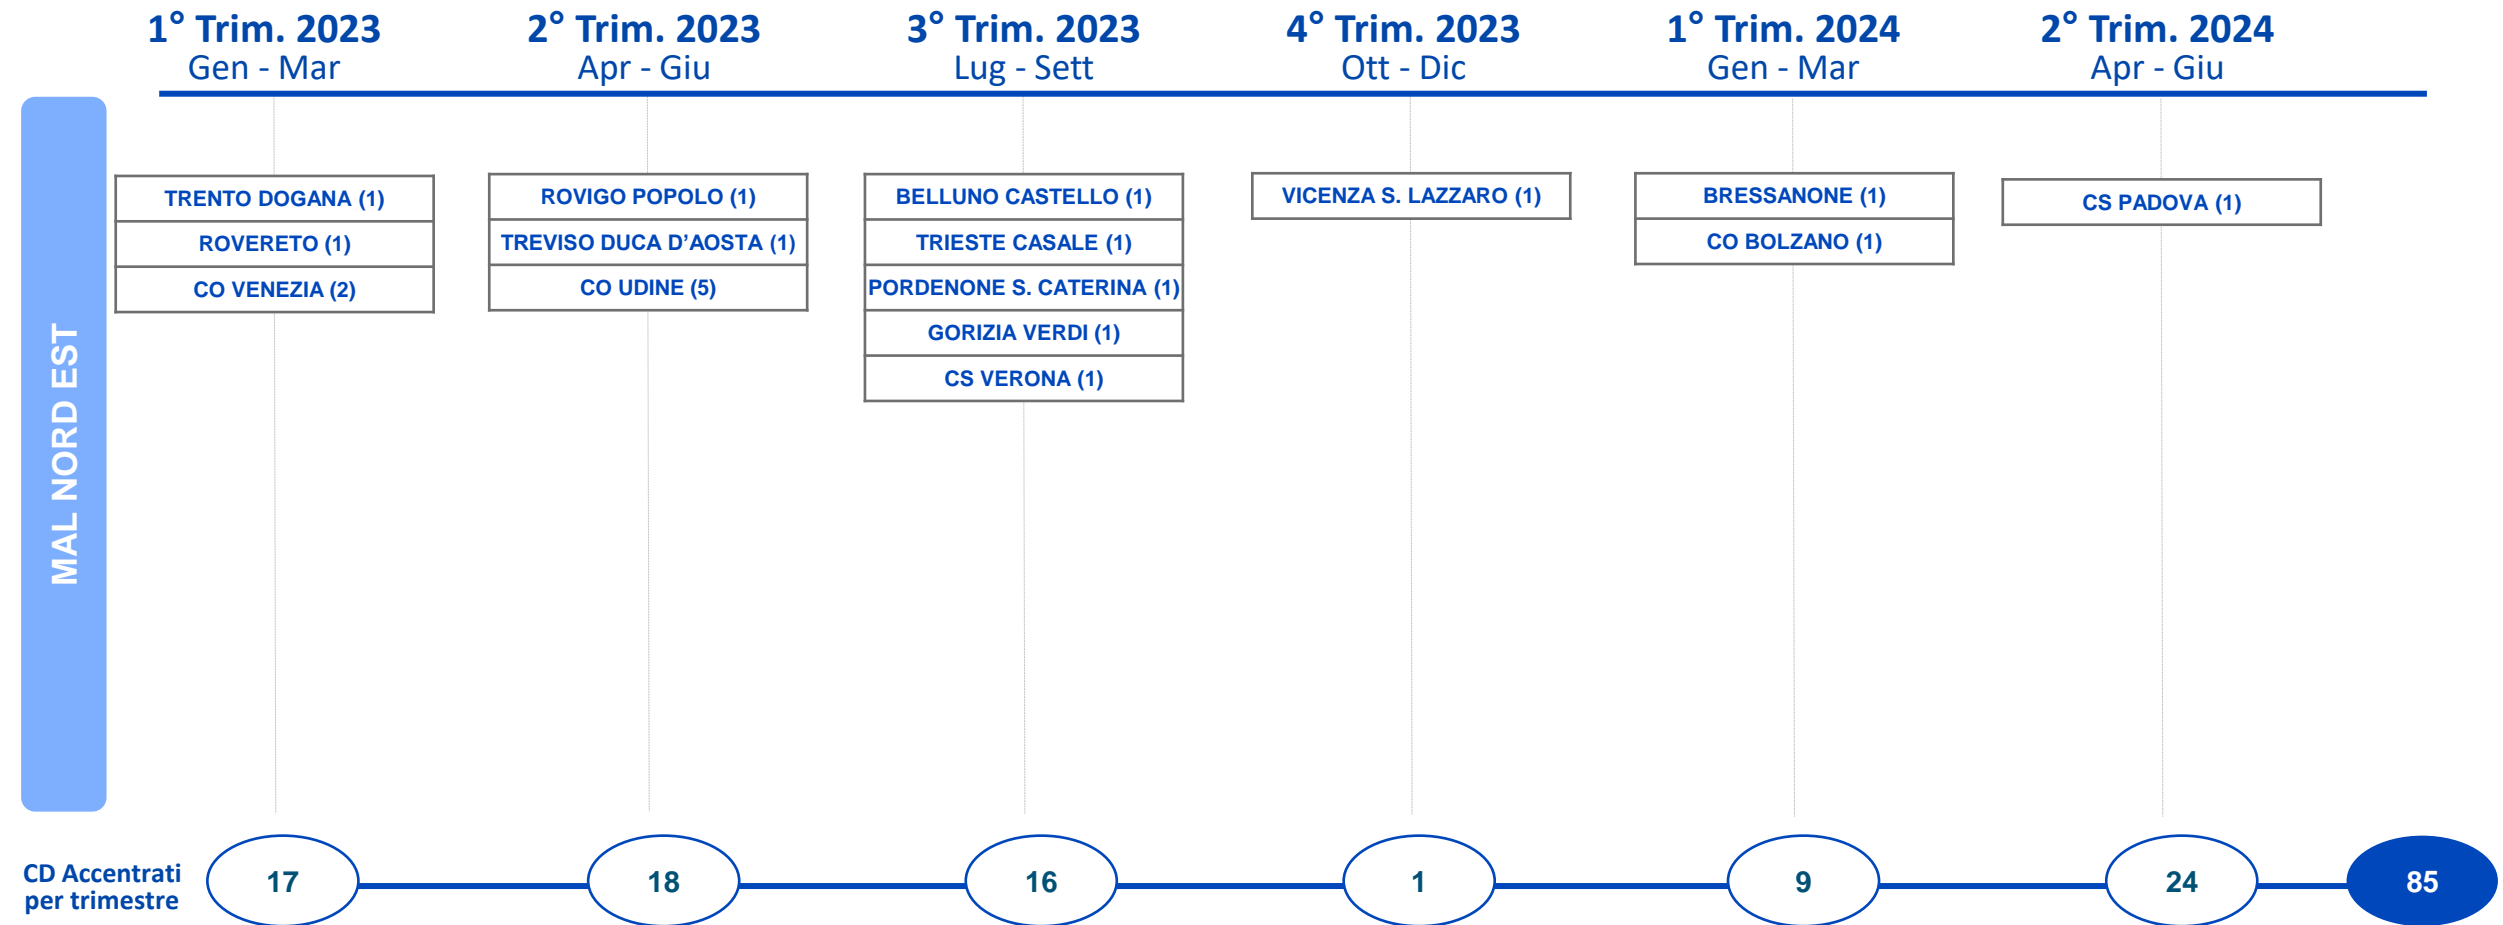 1° Trim. 2023
Gen - Mar
2° Trim. 2023
Apr - Giu
3° Trim. 2023
Lug - Sett
4° Trim. 2023
Ott - Dic
1° Trim. 2024
Gen - Mar
2° Trim. 2024
Apr - Giu
MAL NORD EST
TRENTO DOGANA (1)
ROVERETO (1)
CO VENEZIA (2)
ROVIGO POPOLO (1)
TREVISO DUCA D’AOSTA (1)
CO UDINE (5)
BELLUNO CASTELLO (1)
TRIESTE CASALE (1)
PORDENONE S. CATERINA (1)
GORIZIA VERDI (1)
CS VERONA (1)
VICENZA S. LAZZARO (1)
BRESSANONE (1)
CO BOLZANO (1)
CS PADOVA (1)
CD Accentrati
per trimestre
17
18
16
1
9
24
85